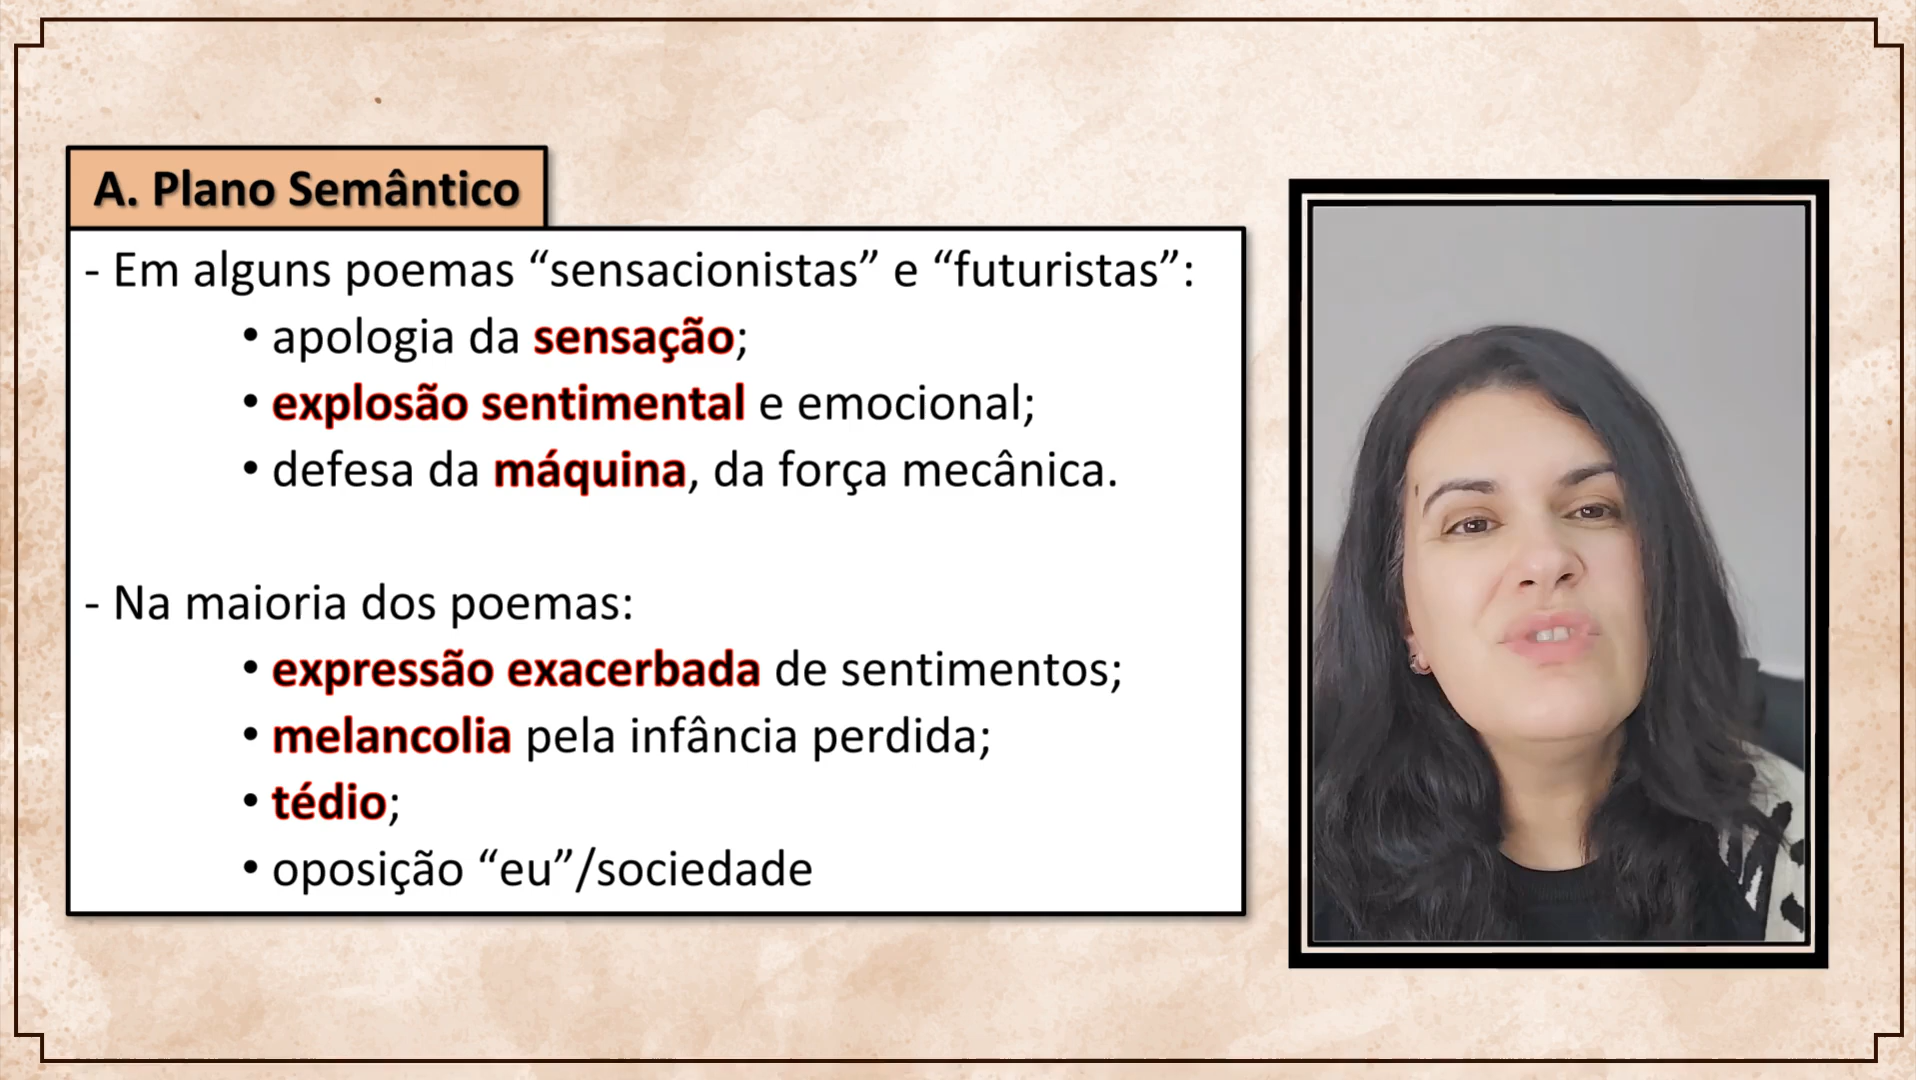 A. Plano Semântico
- Em alguns poemas “sensacionistas” e “futuristas”:
• apologia da sensação;
• explosão sentimental e emocional;
• defesa da máquina, da força mecânica.
- Na maioria dos poemas:
• expressão exacerbada de sentimentos;
• melancolia pela infância perdida;
• tédio;
• oposição “eu”/sociedade